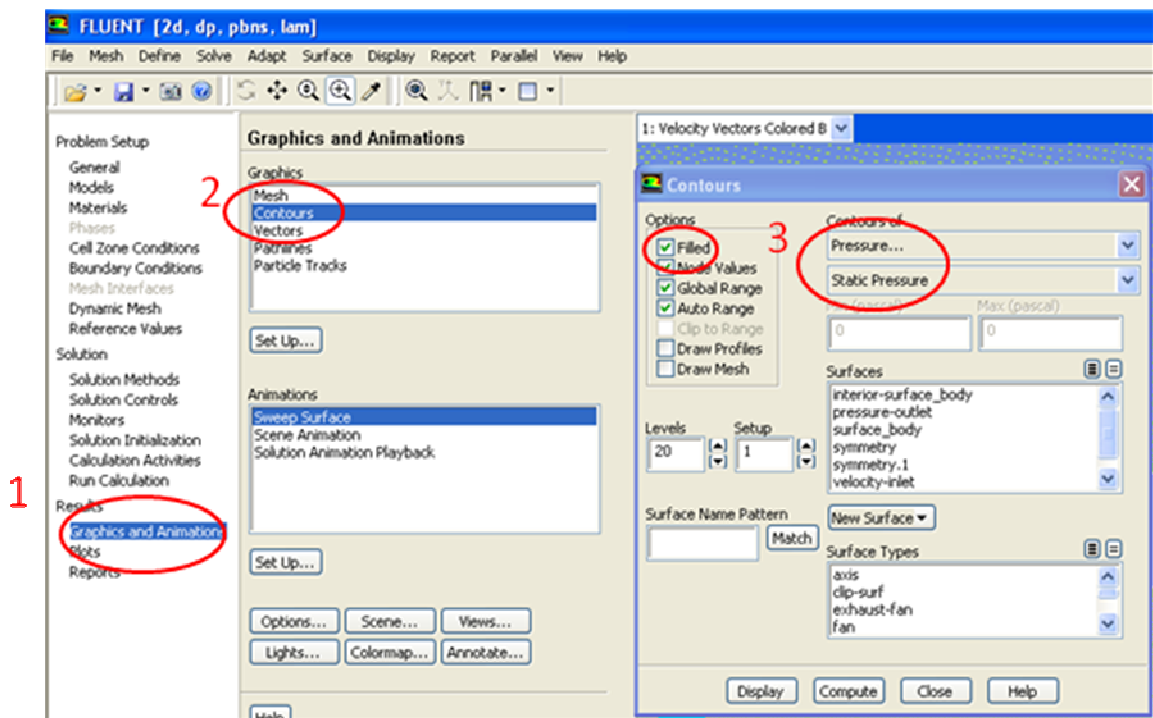 FLUENT [2d, dp, pbns, lam]
File Mesh Define Solve Adapt Surface Display Report Parallel View Help
Problem Setup
General
Models
Materials
Phases
Cell Zone Conditions
Boundary Conditions
Mesh Interfaces
Dynamic Mesh
Reference Values
Solution
Solution Methods
Solution Controls
Monitors
Solution Initialization
Calculation Activities
Run Calculation
1
Results
Graphics and Animation
Plots
Reports
Graphics and Animations
Graphics
2
Mesh
Contours
Vectors
Pathlines
Particle Tracks
Set Up...
Animations
Sweep Surface
Scene Animation
Solution Animation Playback
Set Up...
Options... Scene... Views...
Lights... Colormap... Annotate...
Help
1: Velocity Vectors Colored B
Contours
Options
Filled
Node Values
Global Range
Auto Range
Clip to Range
Draw Profiles
Draw Mesh
Levels Setup
20 1
Surface Name Pattern
Match
3
Contours of
Pressure...
Static Pressure
Min (pascal) Max (pascal)
0 0
Surfaces
interior-surface_body
pressure-outlet
surface_body
symmetry
symmetry.1
velocity-inlet
New Surface
Surface Types
axis
clip-surf
exhaust-fan
fan
Display Compute Close Help